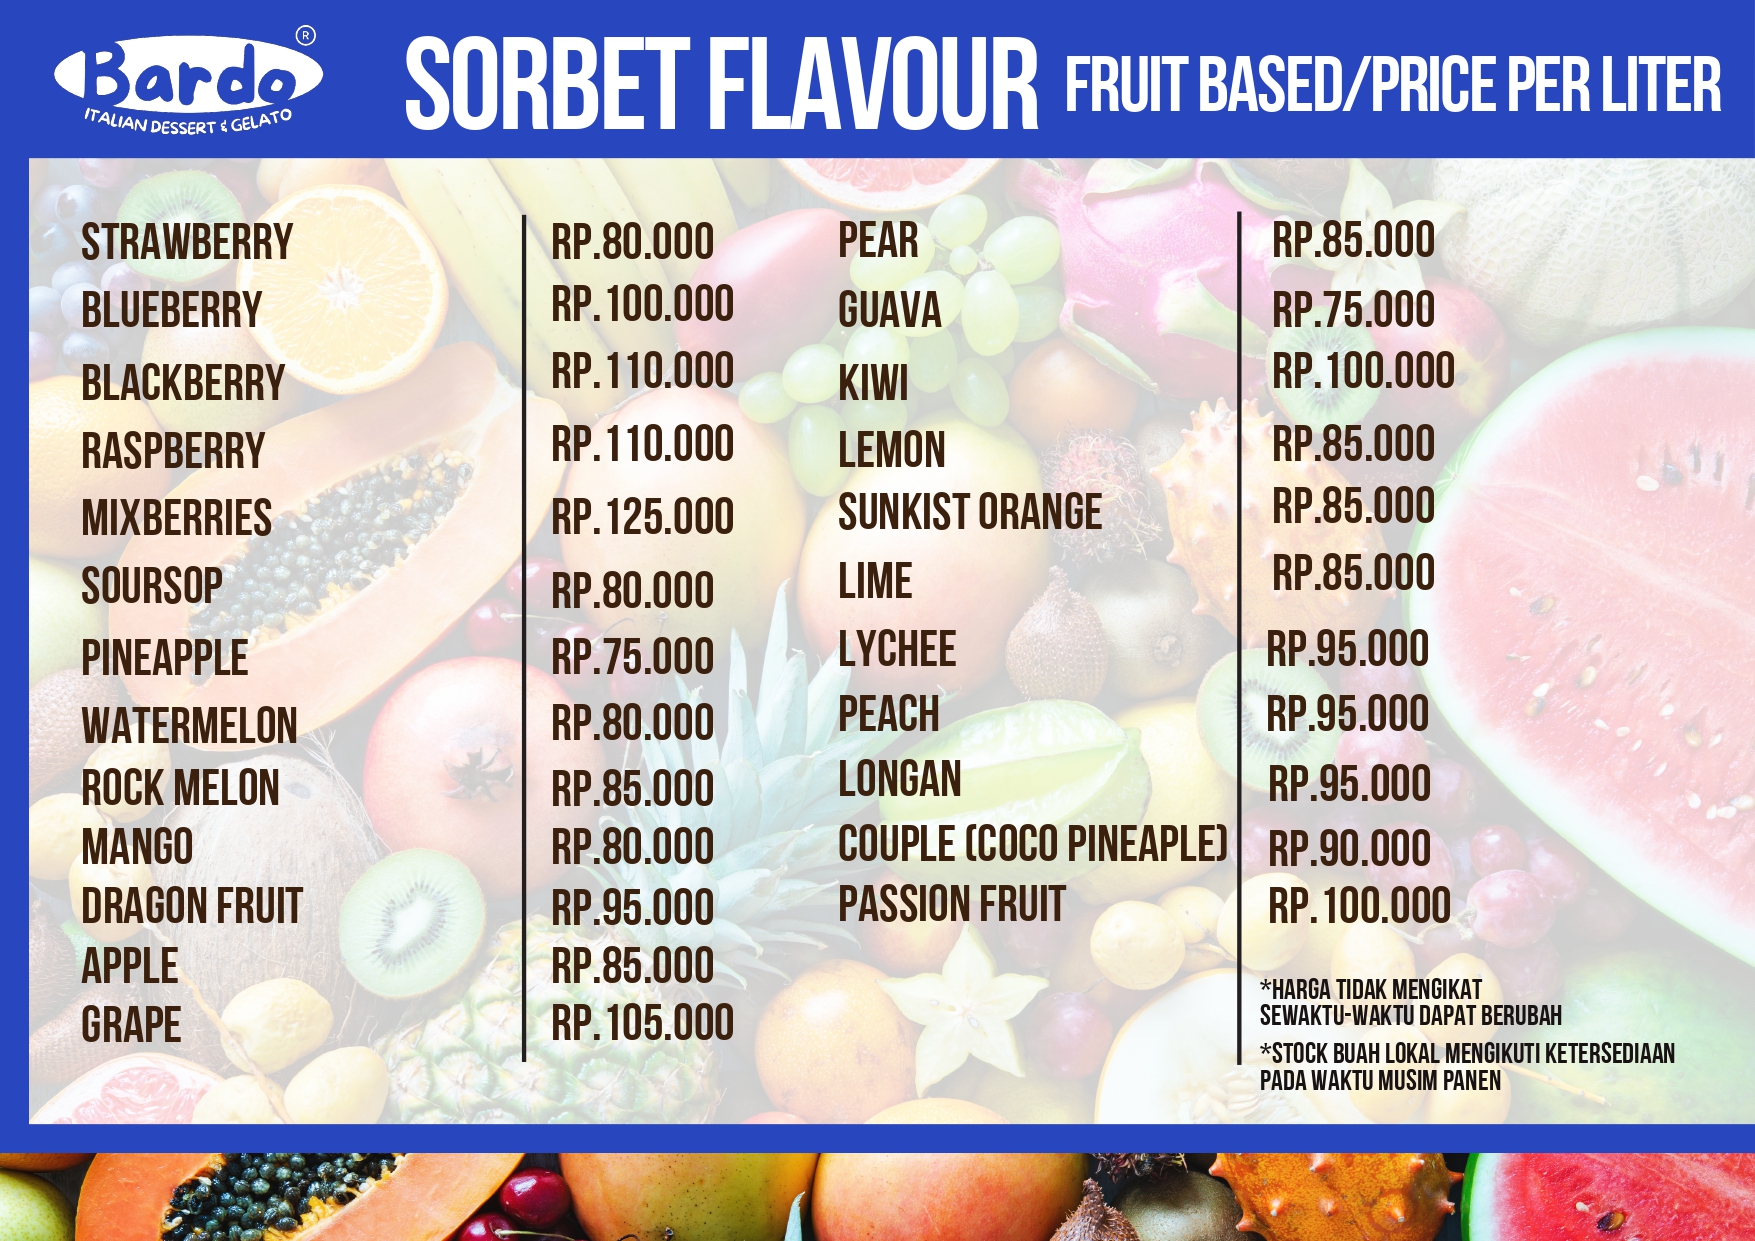 Bardo ®
ITALIAN DESSERT & GELATO
SORBET FLAVOUR FRUIT BASED/PRICE PER LITER
STRAWBERRY RP.80.000
BLUEBERRY RP.100.000
BLACKBERRY RP.110.000
RASPBERRY RP.110.000
MIXBERRIES RP.125.000
SOURSOP RP.80.000
PINEAPPLE RP.75.000
WATERMELON RP.80.000
ROCK MELON RP.85.000
MANGO RP.80.000
DRAGON FRUIT RP.95.000
APPLE RP.85.000
GRAPE RP.105.000
PEAR RP.85.000
GUAVA RP.75.000
KIWI RP.100.000
LEMON RP.85.000
SUNKIST ORANGE RP.85.000
LIME RP.85.000
LYCHEE RP.95.000
PEACH RP.95.000
LONGAN RP.95.000
COUPLE (COCO PINEAPLE) RP.90.000
PASSION FRUIT RP.100.000
*HARGA TIDAK MENGIKAT
SEWAKTU-WAKTU DAPAT BERUBAH
*STOCK BUAH LOKAL MENGIKUTI KETERSEDIAAN
PADA WAKTU MUSIM PANEN